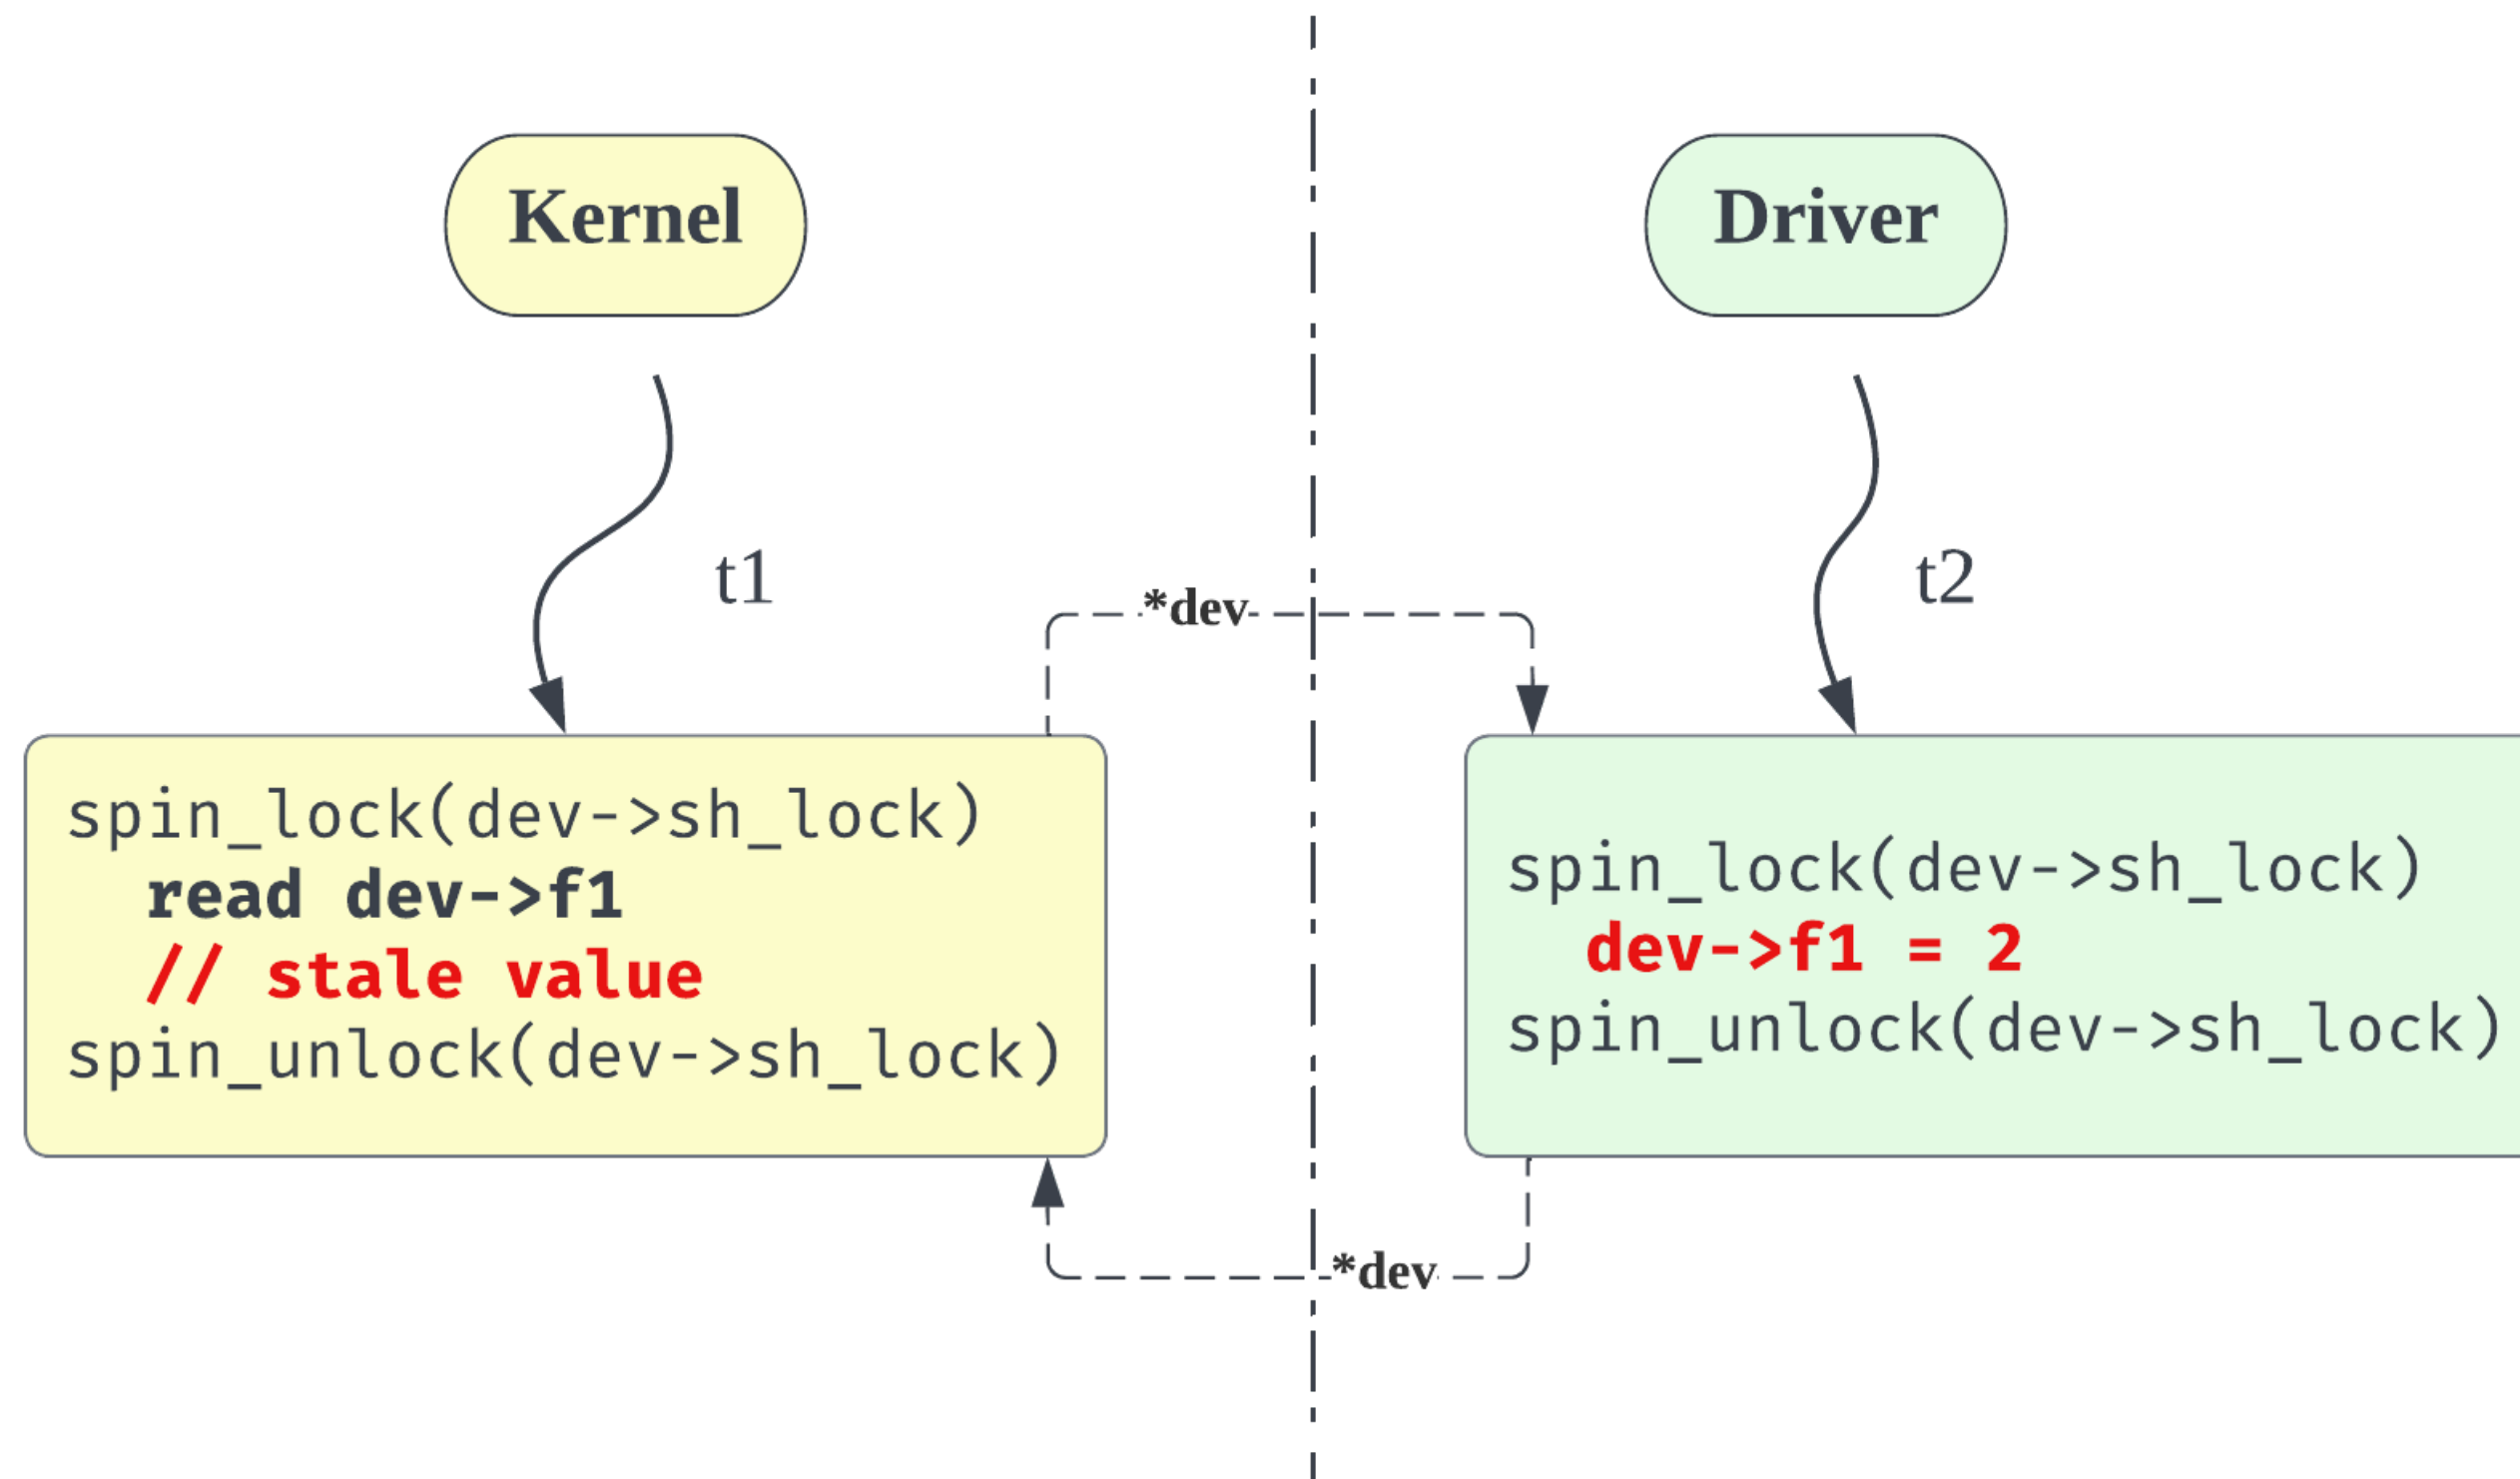 Kernel
Driver
t1
t2
*dev
spin_lock(dev->sh_lock)
read dev->f1
// stale value
spin_unlock(dev->sh_lock)
spin_lock(dev->sh_lock)
dev->f1 = 2
spin_unlock(dev->sh_lock)
*dev